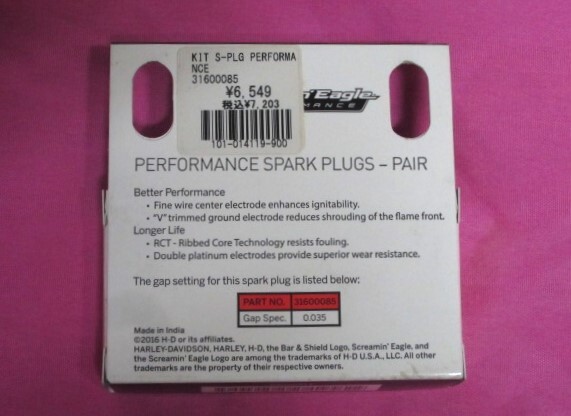 KIT S-PLG PERFORMA
NCE
31600085
¥6,549
税込¥7,203
101-014119-900
n' Eagle
MANCE
PERFORMANCE SPARK PLUGS – PAIR
Better Performance
• Fine wire center electrode enhances ignitability.
• "V" trimmed ground electrode reduces shrouding of the flame front.
Longer Life
• RCT - Ribbed Core Technology resists fouling.
• Double platinum electrodes provide superior wear resistance.
The gap setting for this spark plug is listed below:
PART NO. 31600085
Gap Spec. 0.035
Made in India
©2016 H-D or its affiliates.
HARLEY-DAVIDSON, HARLEY, H-D, the Bar & Shield Logo, Screamin' Eagle, and
the Screamin' Eagle Logo are among the trademarks of H-D U.S.A., LLC. All other
trademarks are the property of their respective owners.